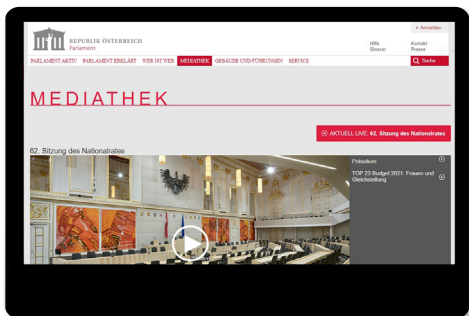 › Anmelden
REPUBLIK ÖSTERREICH
Parlament
Hilfe
Kontakt
Glossar
Presse
PARLAMENT AKTIV PARLAMENT ERKLÄRT WER IST WER MEDIATHEK GEBÄUDE UND FÜHRUNGEN SERVICE
Suche
MEDIATHEK
AKTUELL LIVE: 62. Sitzung des Nationalrates
62. Sitzung des Nationalrates
Präsidium
TOP 23 Budget 2021: Frauen und
Gleichstellung